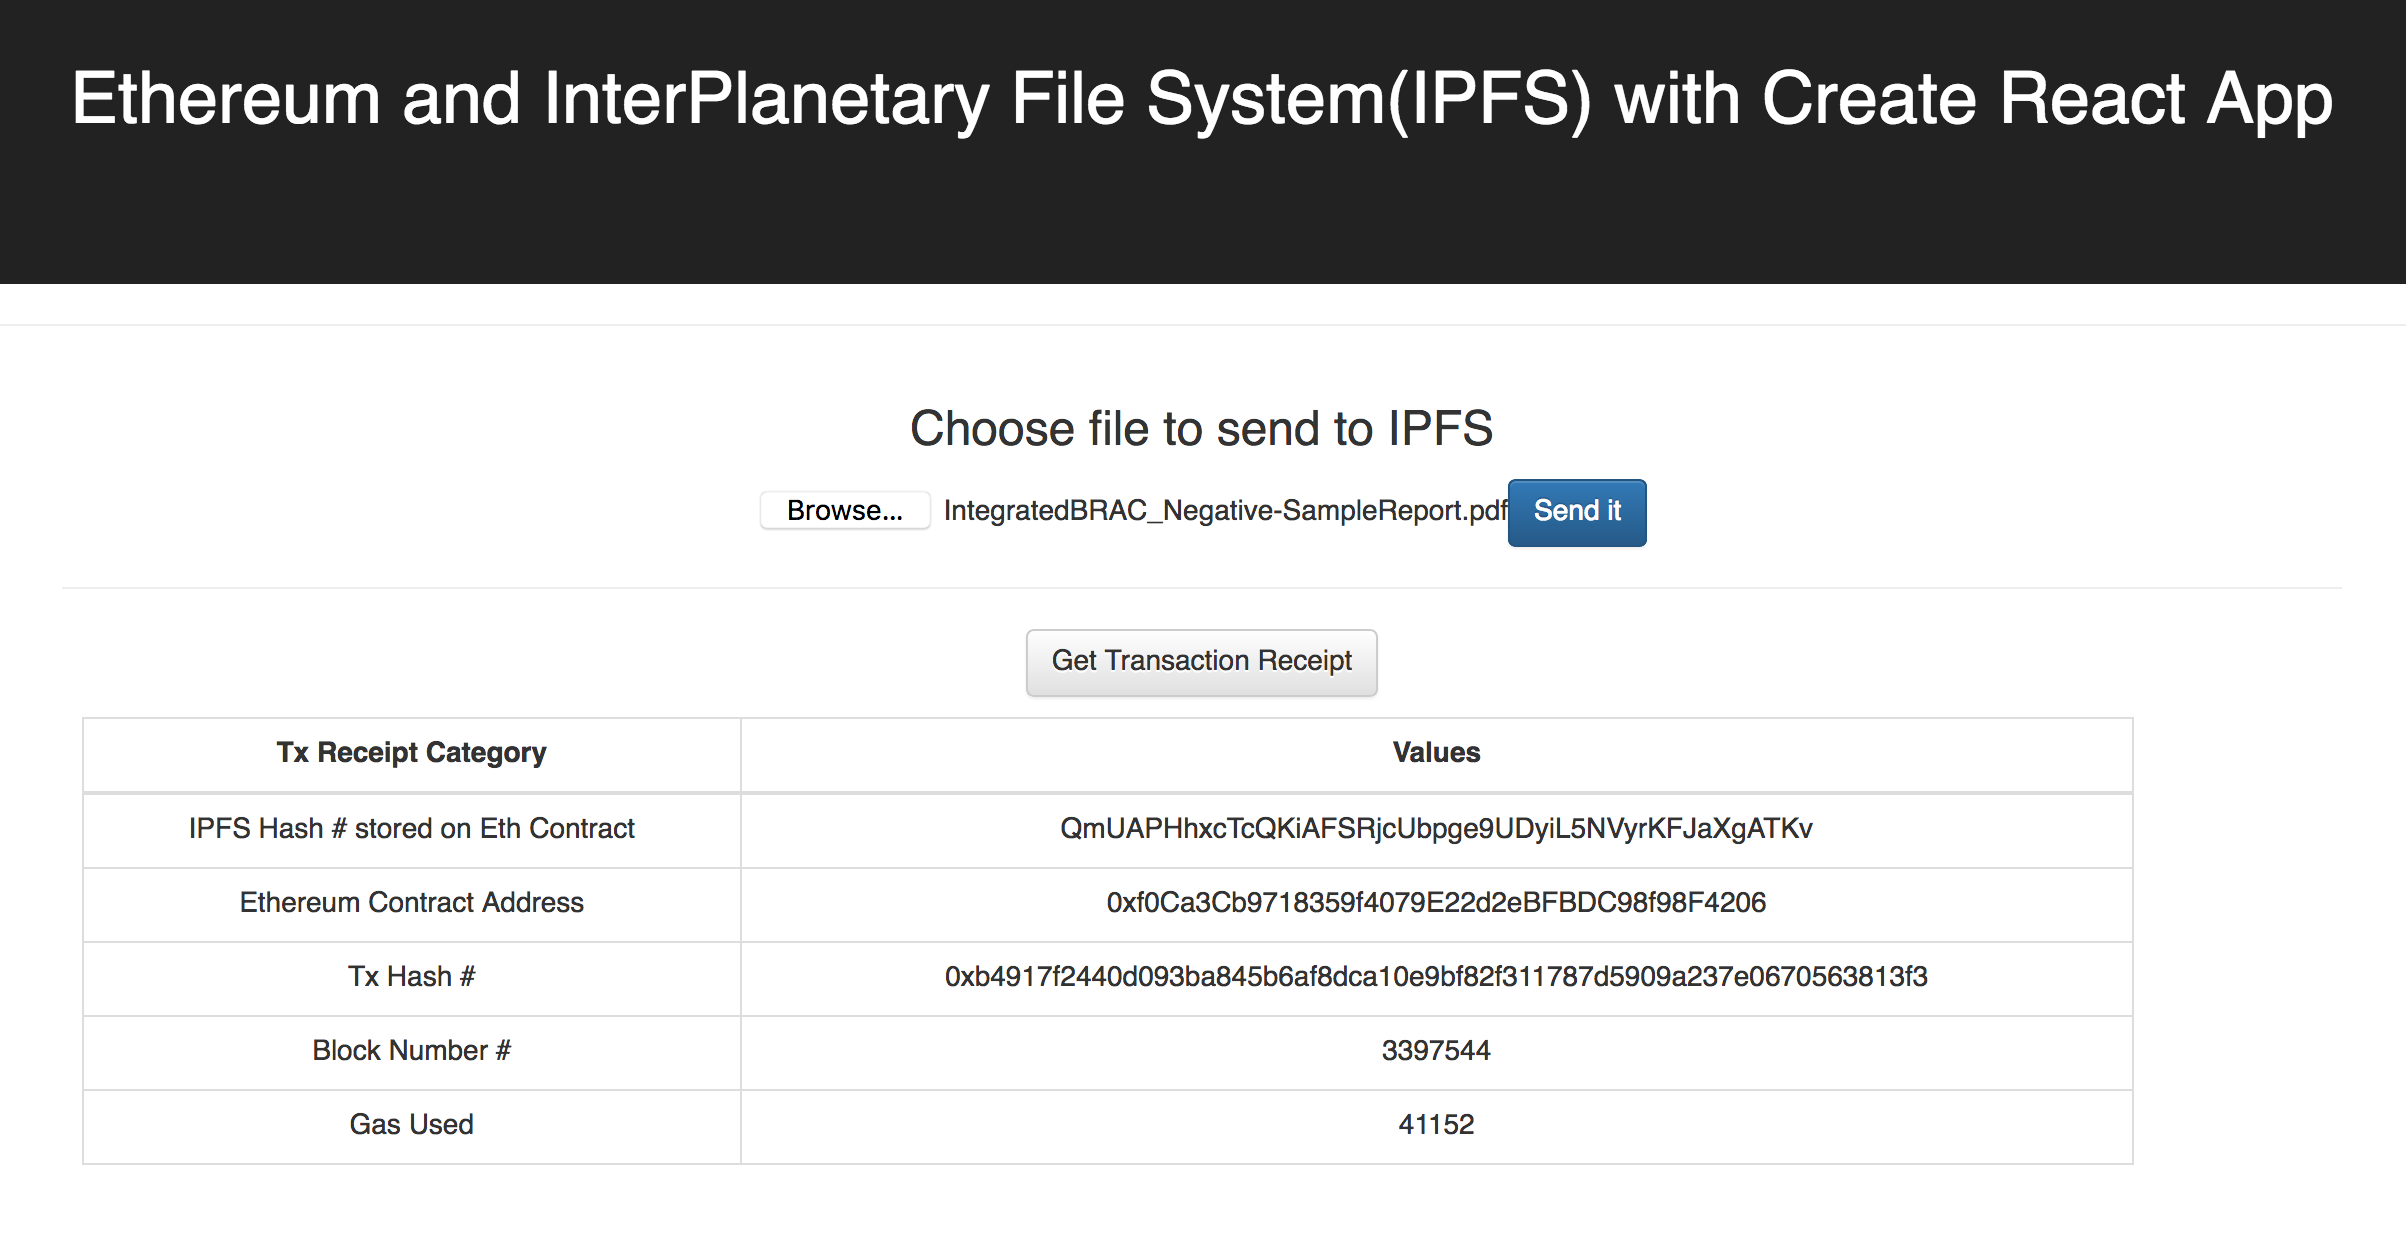 Ethereum and InterPlanetary File System(IPFS) with Create React App
Choose file to send to IPFS
Browse... IntegratedBRAC_Negative-SampleReport.pdf Send it
Get Transaction Receipt
Tx Receipt Category Values
IPFS Hash # stored on Eth Contract QmUAPHhxcTcQKiAFSRjcUbpge9UDyiL5NVyrKFJaXgATKv
Ethereum Contract Address 0xf0Ca3Cb9718359f4079E22d2eBFBDC98f98F4206
Tx Hash # 0xb4917f2440d093ba845b6af8dca10e9bf82f311787d5909a237e0670563813f3
Block Number # 3397544
Gas Used 41152